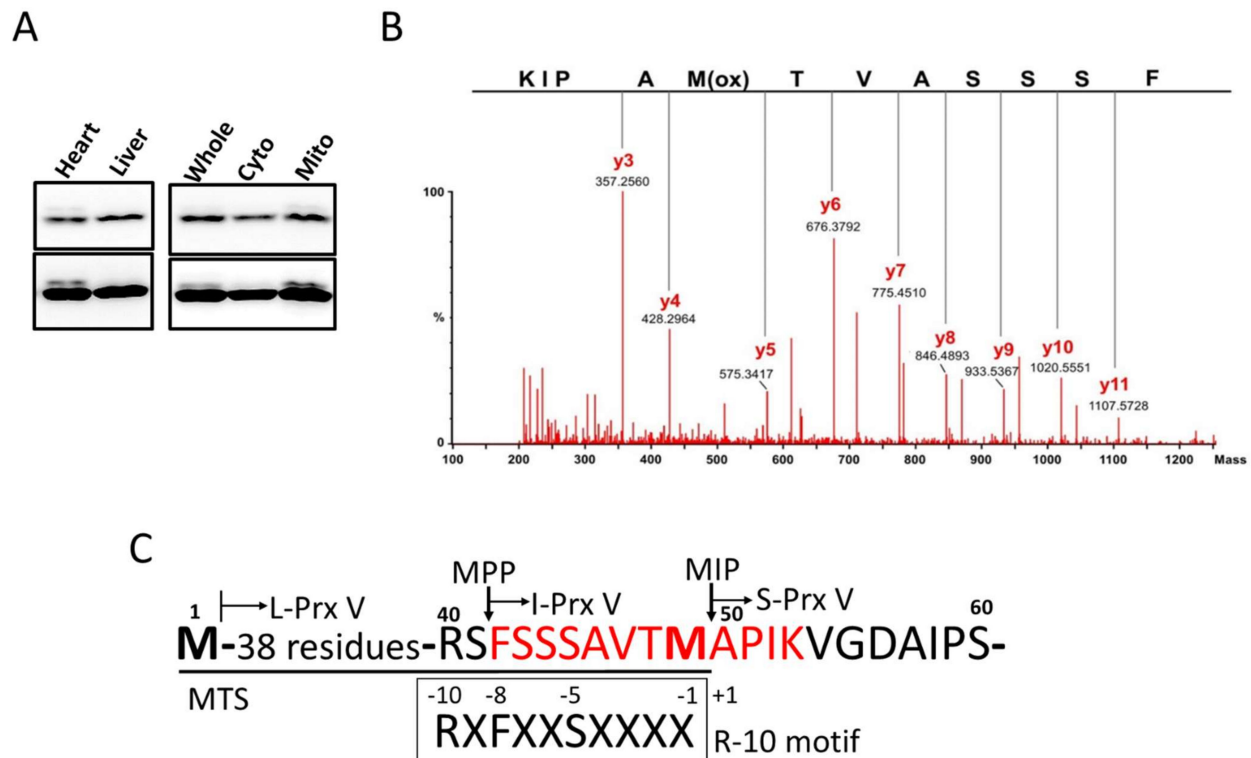 A
Heart Liver Whole Cyto Mito
B
K I P A M(ox) T V A S S S F
y3
357.2560
y4
428.2964
y5
575.3417
y6
676.3792
y7
775.4510
y8
846.4893
y9
933.5367
y10
1020.5551
y11
1107.5728
100
%
0
100 200 300 400 500 600 700 800 900 1000 1100 1200 Mass
C
MPP MIP
1 L-Prx V 40 I-Prx V 50 S-Prx V 60
M-38 residues-RSFSSSAVTMAPIKVGDAIPS-
MTS
-10 -8 -5 -1 +1
RXFXXSXXXX R-10 motif